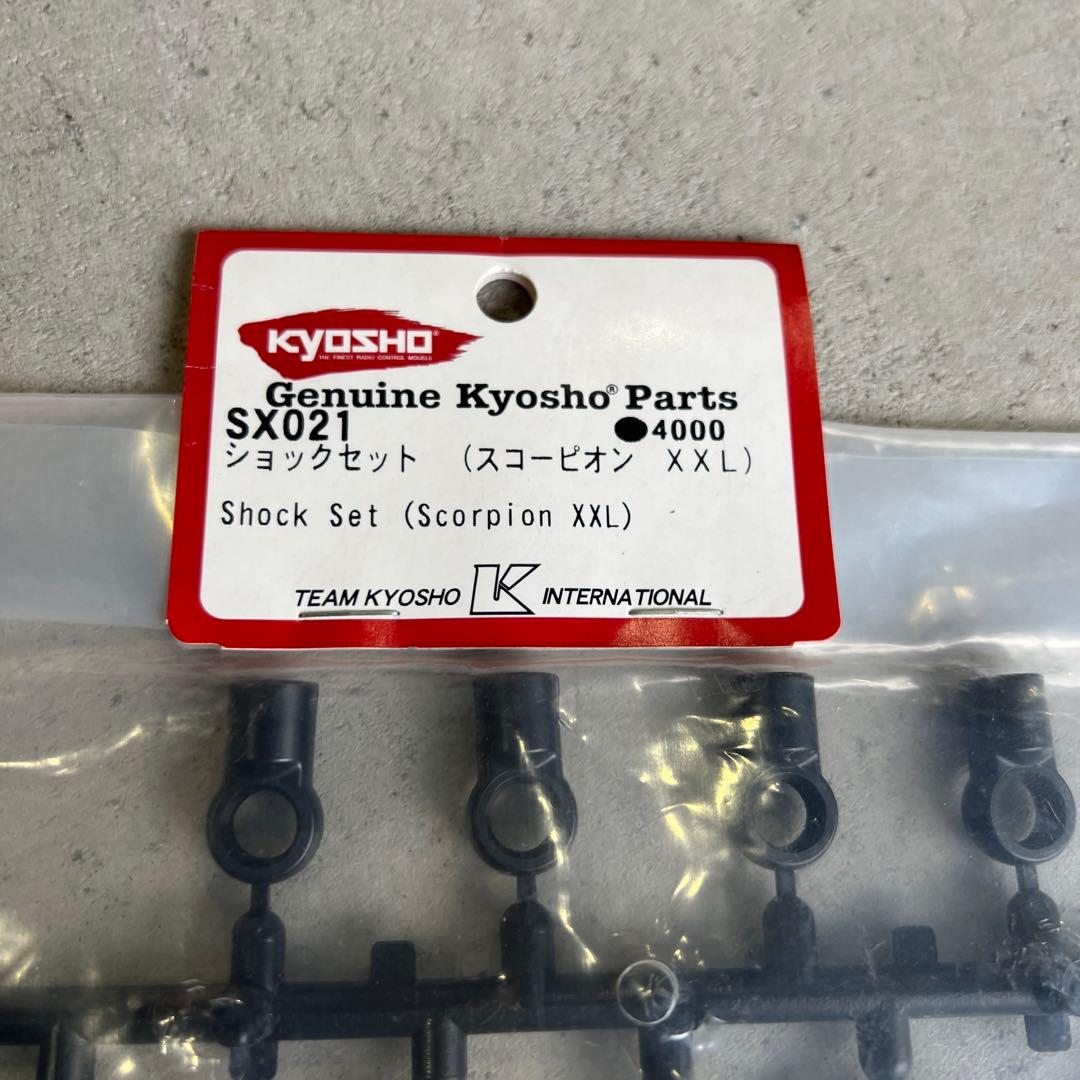 KYOSHO®
THE FINEST RADIO CONTROL MODELS
Genuine Kyosho® Parts
SX021 ●4000
ショックセット （スコーピオン ＸＸＬ）
Shock Set (Scorpion XXL)
TEAM KYOSHO K INTERNATIONAL